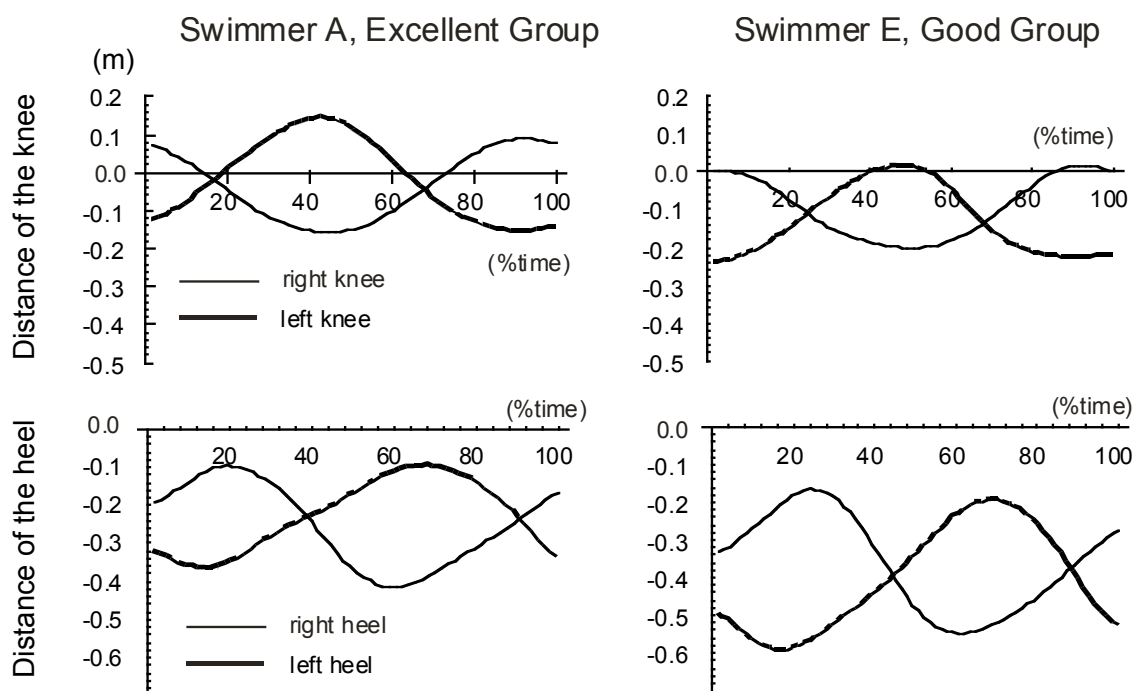 Swimmer A, Excellent Group
Swimmer E, Good Group
(m)
Distance of the knee
0.2
0.1
0.0
-0.1
-0.2
-0.3
-0.4
-0.5
20 40 60 80 100
(%time)
right knee
left knee
0.2
0.1
0.0
-0.1
-0.2
-0.3
-0.4
-0.5
(%time)
20 40 60 80 100
Distance of the heel
0.0
-0.1
-0.2
-0.3
-0.4
-0.5
-0.6
(%time)
20 40 60 80 100
right heel
left heel
0.0
-0.1
-0.2
-0.3
-0.4
-0.5
-0.6
(%time)
20 40 60 80 100